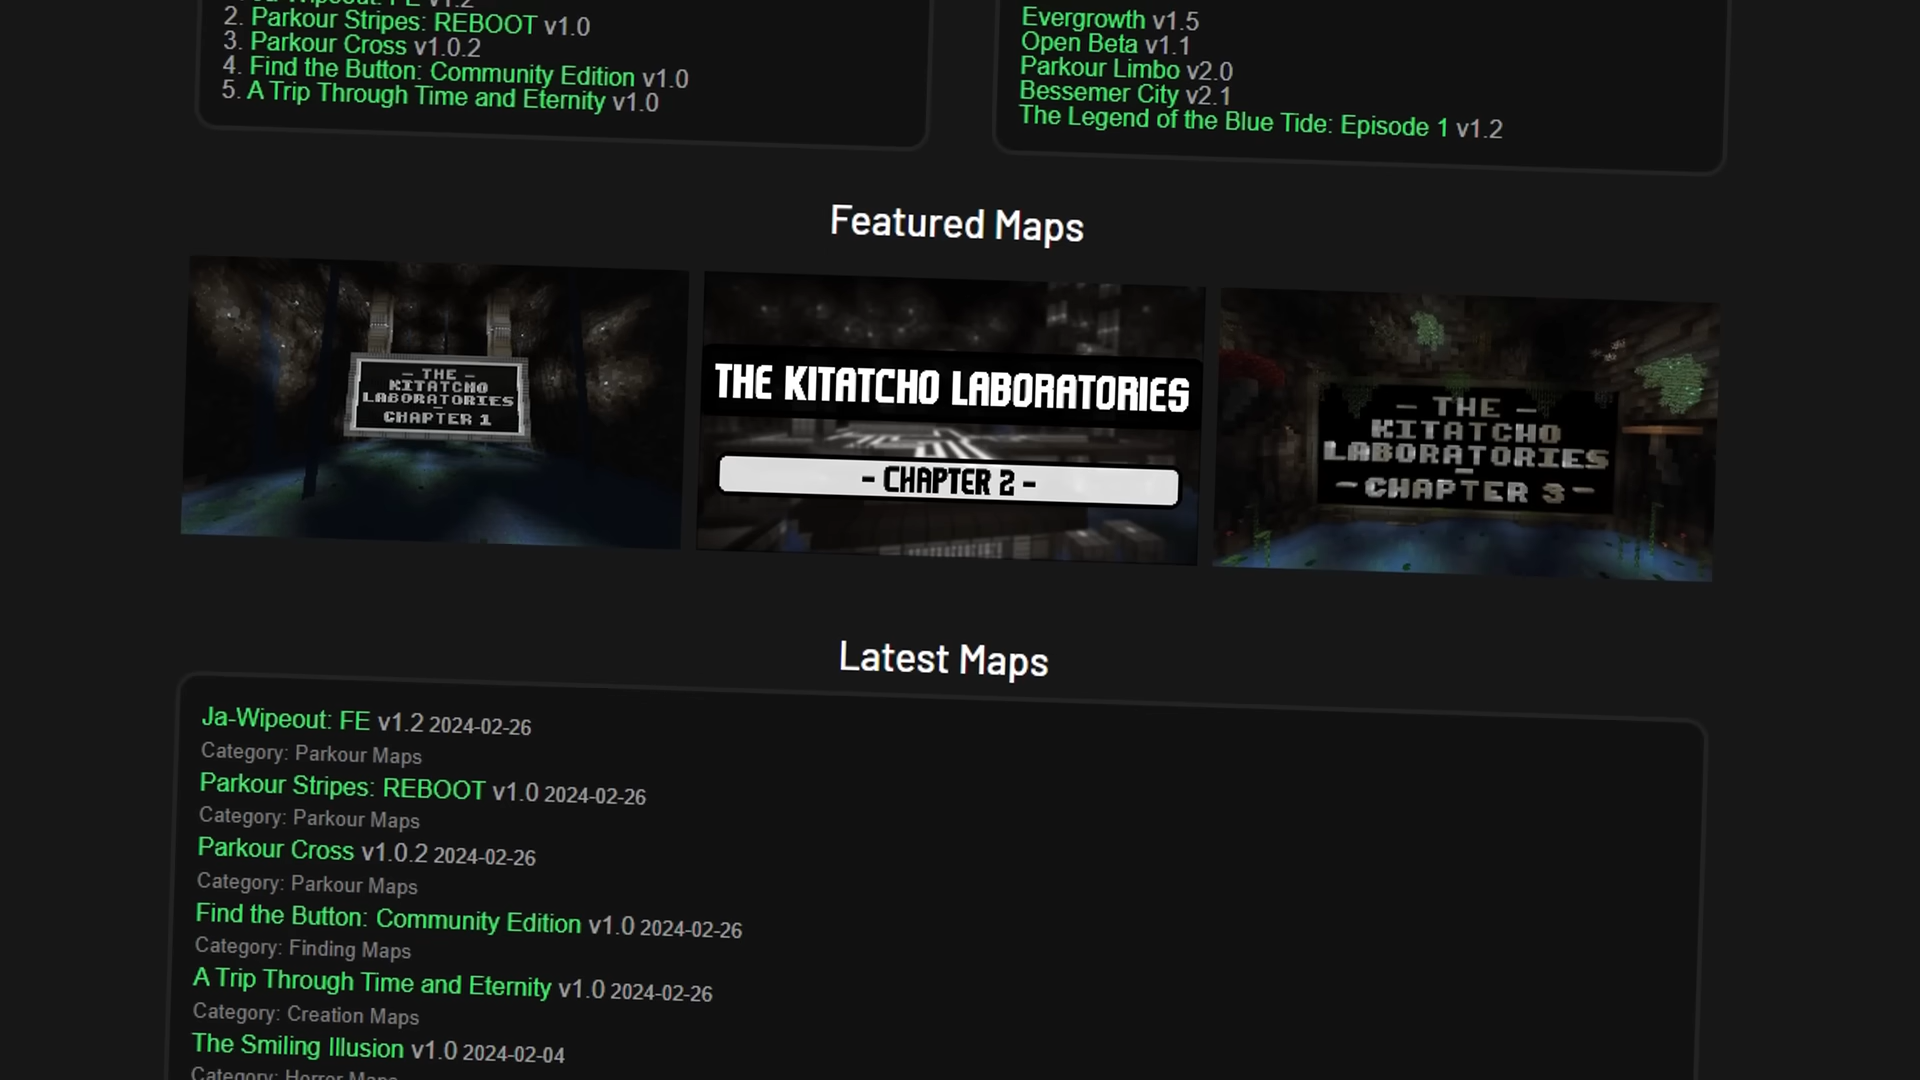 2. Parkour Stripes: REBOOT v1.0
3. Parkour Cross v1.0.2
4. Find the Button: Community Edition v1.0
5. A Trip Through Time and Eternity v1.0
Evergrowth v1.5
Open Beta v1.1
Parkour Limbo v2.0
Bessemer City v2.1
The Legend of the Blue Tide: Episode 1 v1.2
Featured Maps
- THE -
KITATCHO
LABORATORIES
-
CHAPTER 1
THE KITATCHO LABORATORIES
- CHAPTER 2 -
- THE -
KITATCHO
LABORATORIES
-
- CHAPTER 3 -
Latest Maps
Ja-Wipeout: FE v1.2 2024-02-26
Category: Parkour Maps
Parkour Stripes: REBOOT v1.0 2024-02-26
Category: Parkour Maps
Parkour Cross v1.0.2 2024-02-26
Category: Parkour Maps
Find the Button: Community Edition v1.0 2024-02-26
Category: Finding Maps
A Trip Through Time and Eternity v1.0 2024-02-26
Category: Creation Maps
The Smiling Illusion v1.0 2024-02-04
Category: Horror Maps